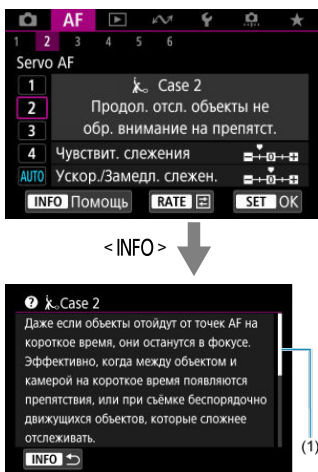 AF
1 2 3 4 5 6
Servo AF
1
Case 2
2
Продол. отсл. объекты не
3
обр. внимание на препятст.
4 Чувствит. слежения
AUTO Ускор./Замедл. слежен.
INFO Помощь RATE SET OK
< INFO >
Case 2
Даже если объекты отойдут от точек AF на
короткое время, они останутся в фокусе.
Эффективно, когда между объектом и
камерой на короткое время появляются
препятствия, или при съёмке беспорядочно
движущихся объектов, которые сложнее
отслеживать.
(1)
INFO